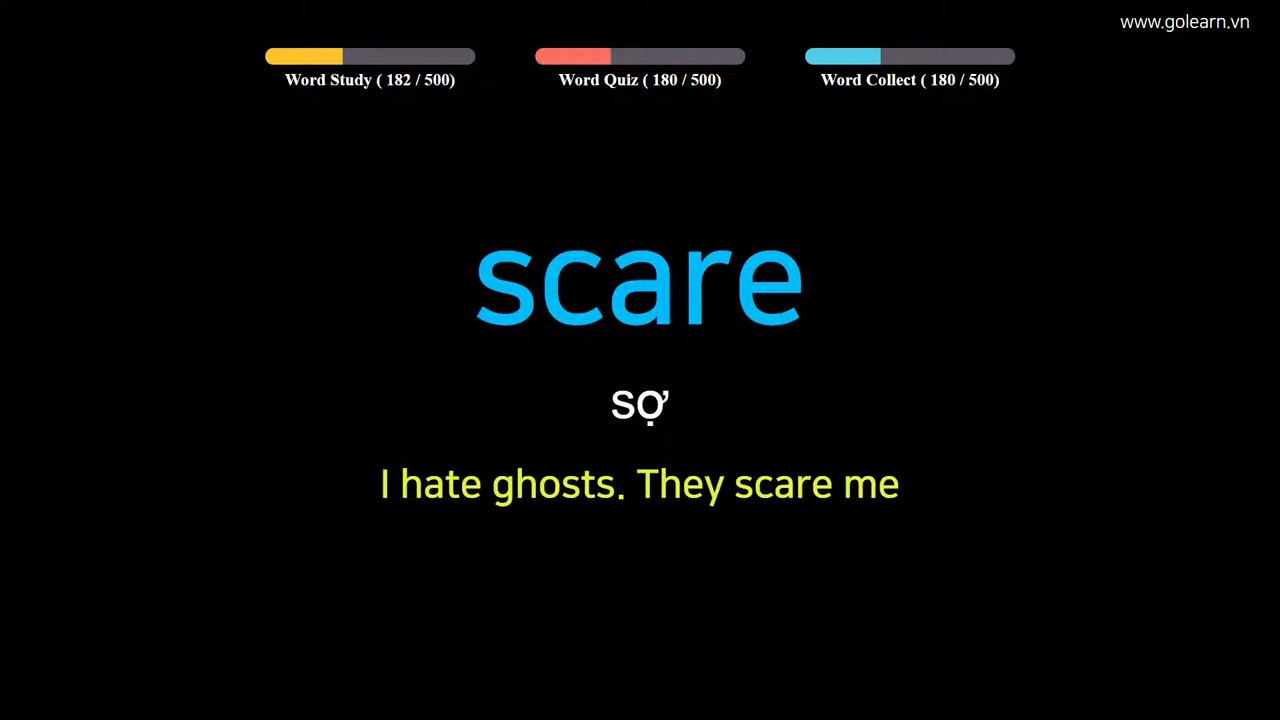 www.golearn.vn
Word Study ( 182 / 500)
Word Quiz ( 180 / 500)
Word Collect ( 180 / 500)
scare
sợ
I hate ghosts. They scare me